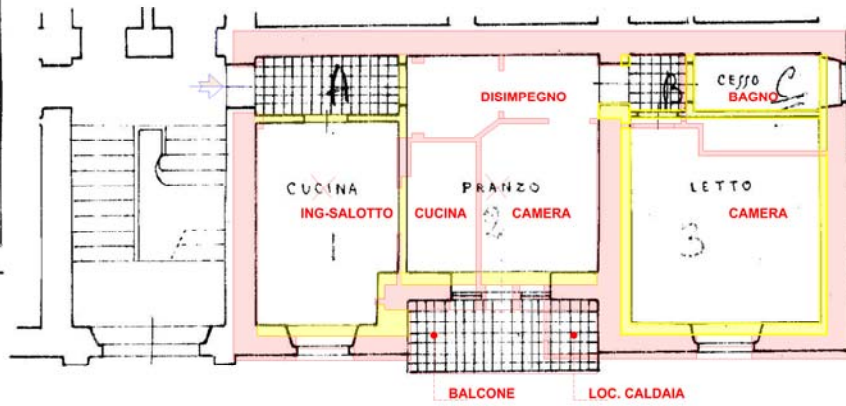 A
DISIMPEGNO
B
CESSO
C
BAGNO
CUCINA
PRANZO
LETTO
ING-SALOTTO
CUCINA
CAMERA
CAMERA
1
2
3
BALCONE
LOC. CALDAIA